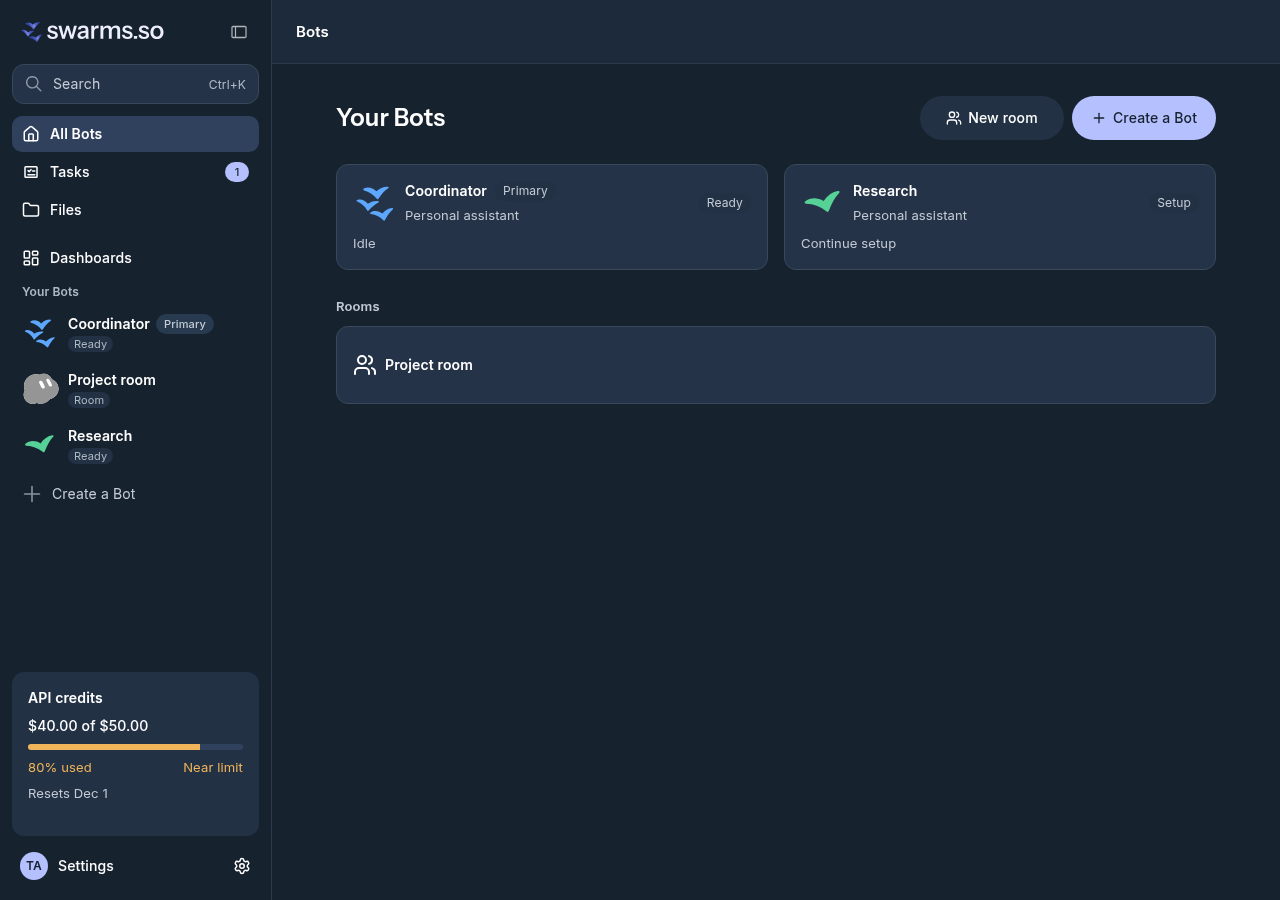 swarms.so
Search Ctrl+K
All Bots
Tasks 1
Files
Dashboards
Your Bots
Coordinator Primary
Ready
Project room
Room
Research
Ready
Create a Bot
API credits
$40.00 of $50.00
80% used Near limit
Resets Dec 1
TA Settings
Bots
Your Bots
New room
Create a Bot
Coordinator Primary
Personal assistant
Ready
Idle
Research
Personal assistant
Setup
Continue setup
Rooms
Project room